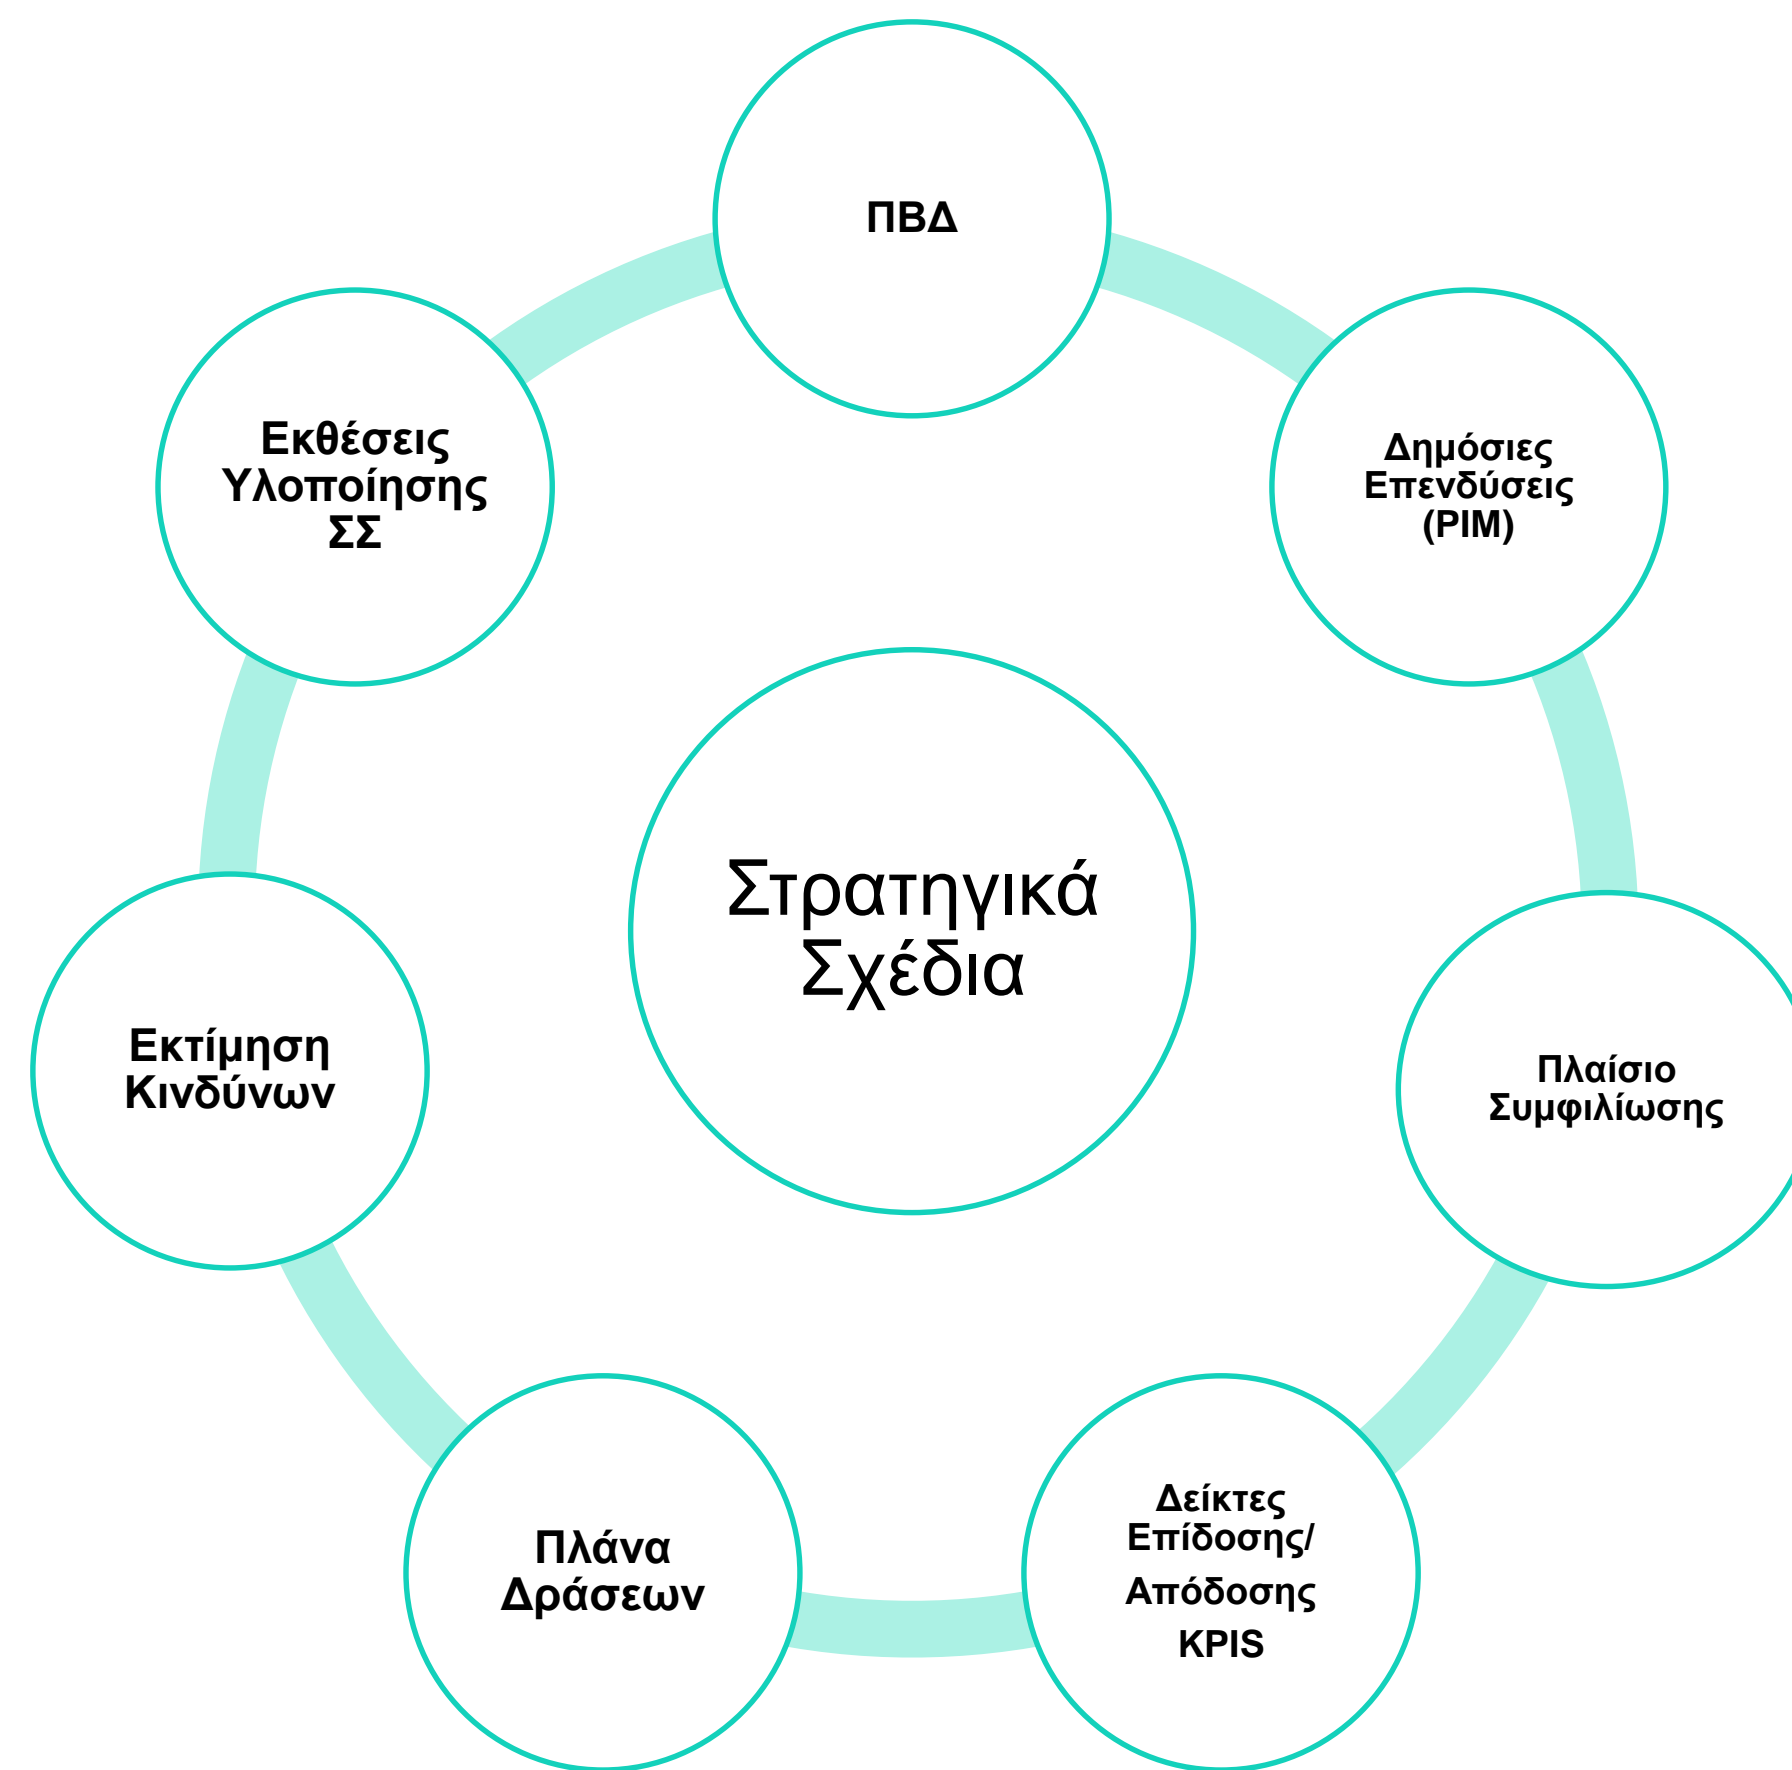 ΠΒΔ
Δημόσιες
Επενδύσεις
(PIM)
Πλαίσιο
Συμφιλίωσης
Δείκτες
Επίδοσης/
Απόδοσης
KPIS
Πλάνα
Δράσεων
Εκτίμηση
Κινδύνων
Εκθέσεις
Υλοποίησης
ΣΣ
Στρατηγικά
Σχέδια